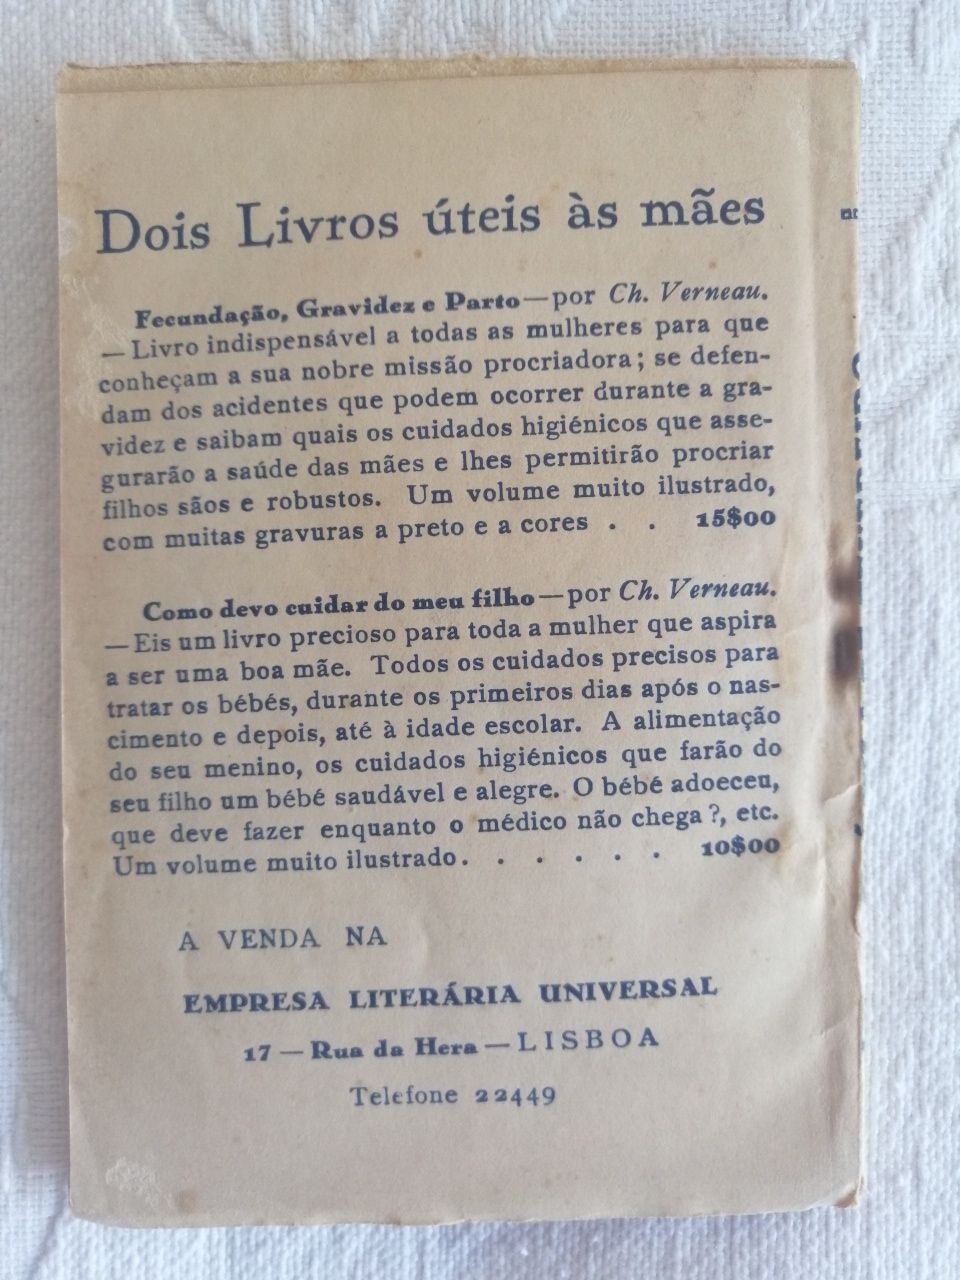 Dois Livros úteis às mães
Fecundação, Gravidez e Parto—por Ch. Verneau.
—Livro indispensável a todas as mulheres para que
conheçam a sua nobre missão procriadora; se defen-
dam dos acidentes que podem ocorrer durante a gra-
videz e saibam quais os cuidados higiénicos que asse-
gurarão a saúde das mães e lhes permitirão procriar
filhos sãos e robustos. Um volume muito ilustrado,
com muitas gravuras a preto e a cores . . 15$00
Como devo cuidar do meu filho—por Ch. Verneau.
—Eis um livro precioso para toda a mulher que aspira
a ser uma boa mãe. Todos os cuidados precisos para
tratar os bébés, durante os primeiros dias após o nas-
cimento e depois, até à idade escolar. A alimentação
do seu menino, os cuidados higiénicos que farão do
seu filho um bébé saudável e alegre. O bébé adoeceu,
que deve fazer enquanto o médico não chega?, etc.
Um volume muito ilustrado. . . . . . 10$00
A VENDA NA
EMPRESA LITERÁRIA UNIVERSAL
17 — Rua da Hera — LISBOA
Telefone 22449